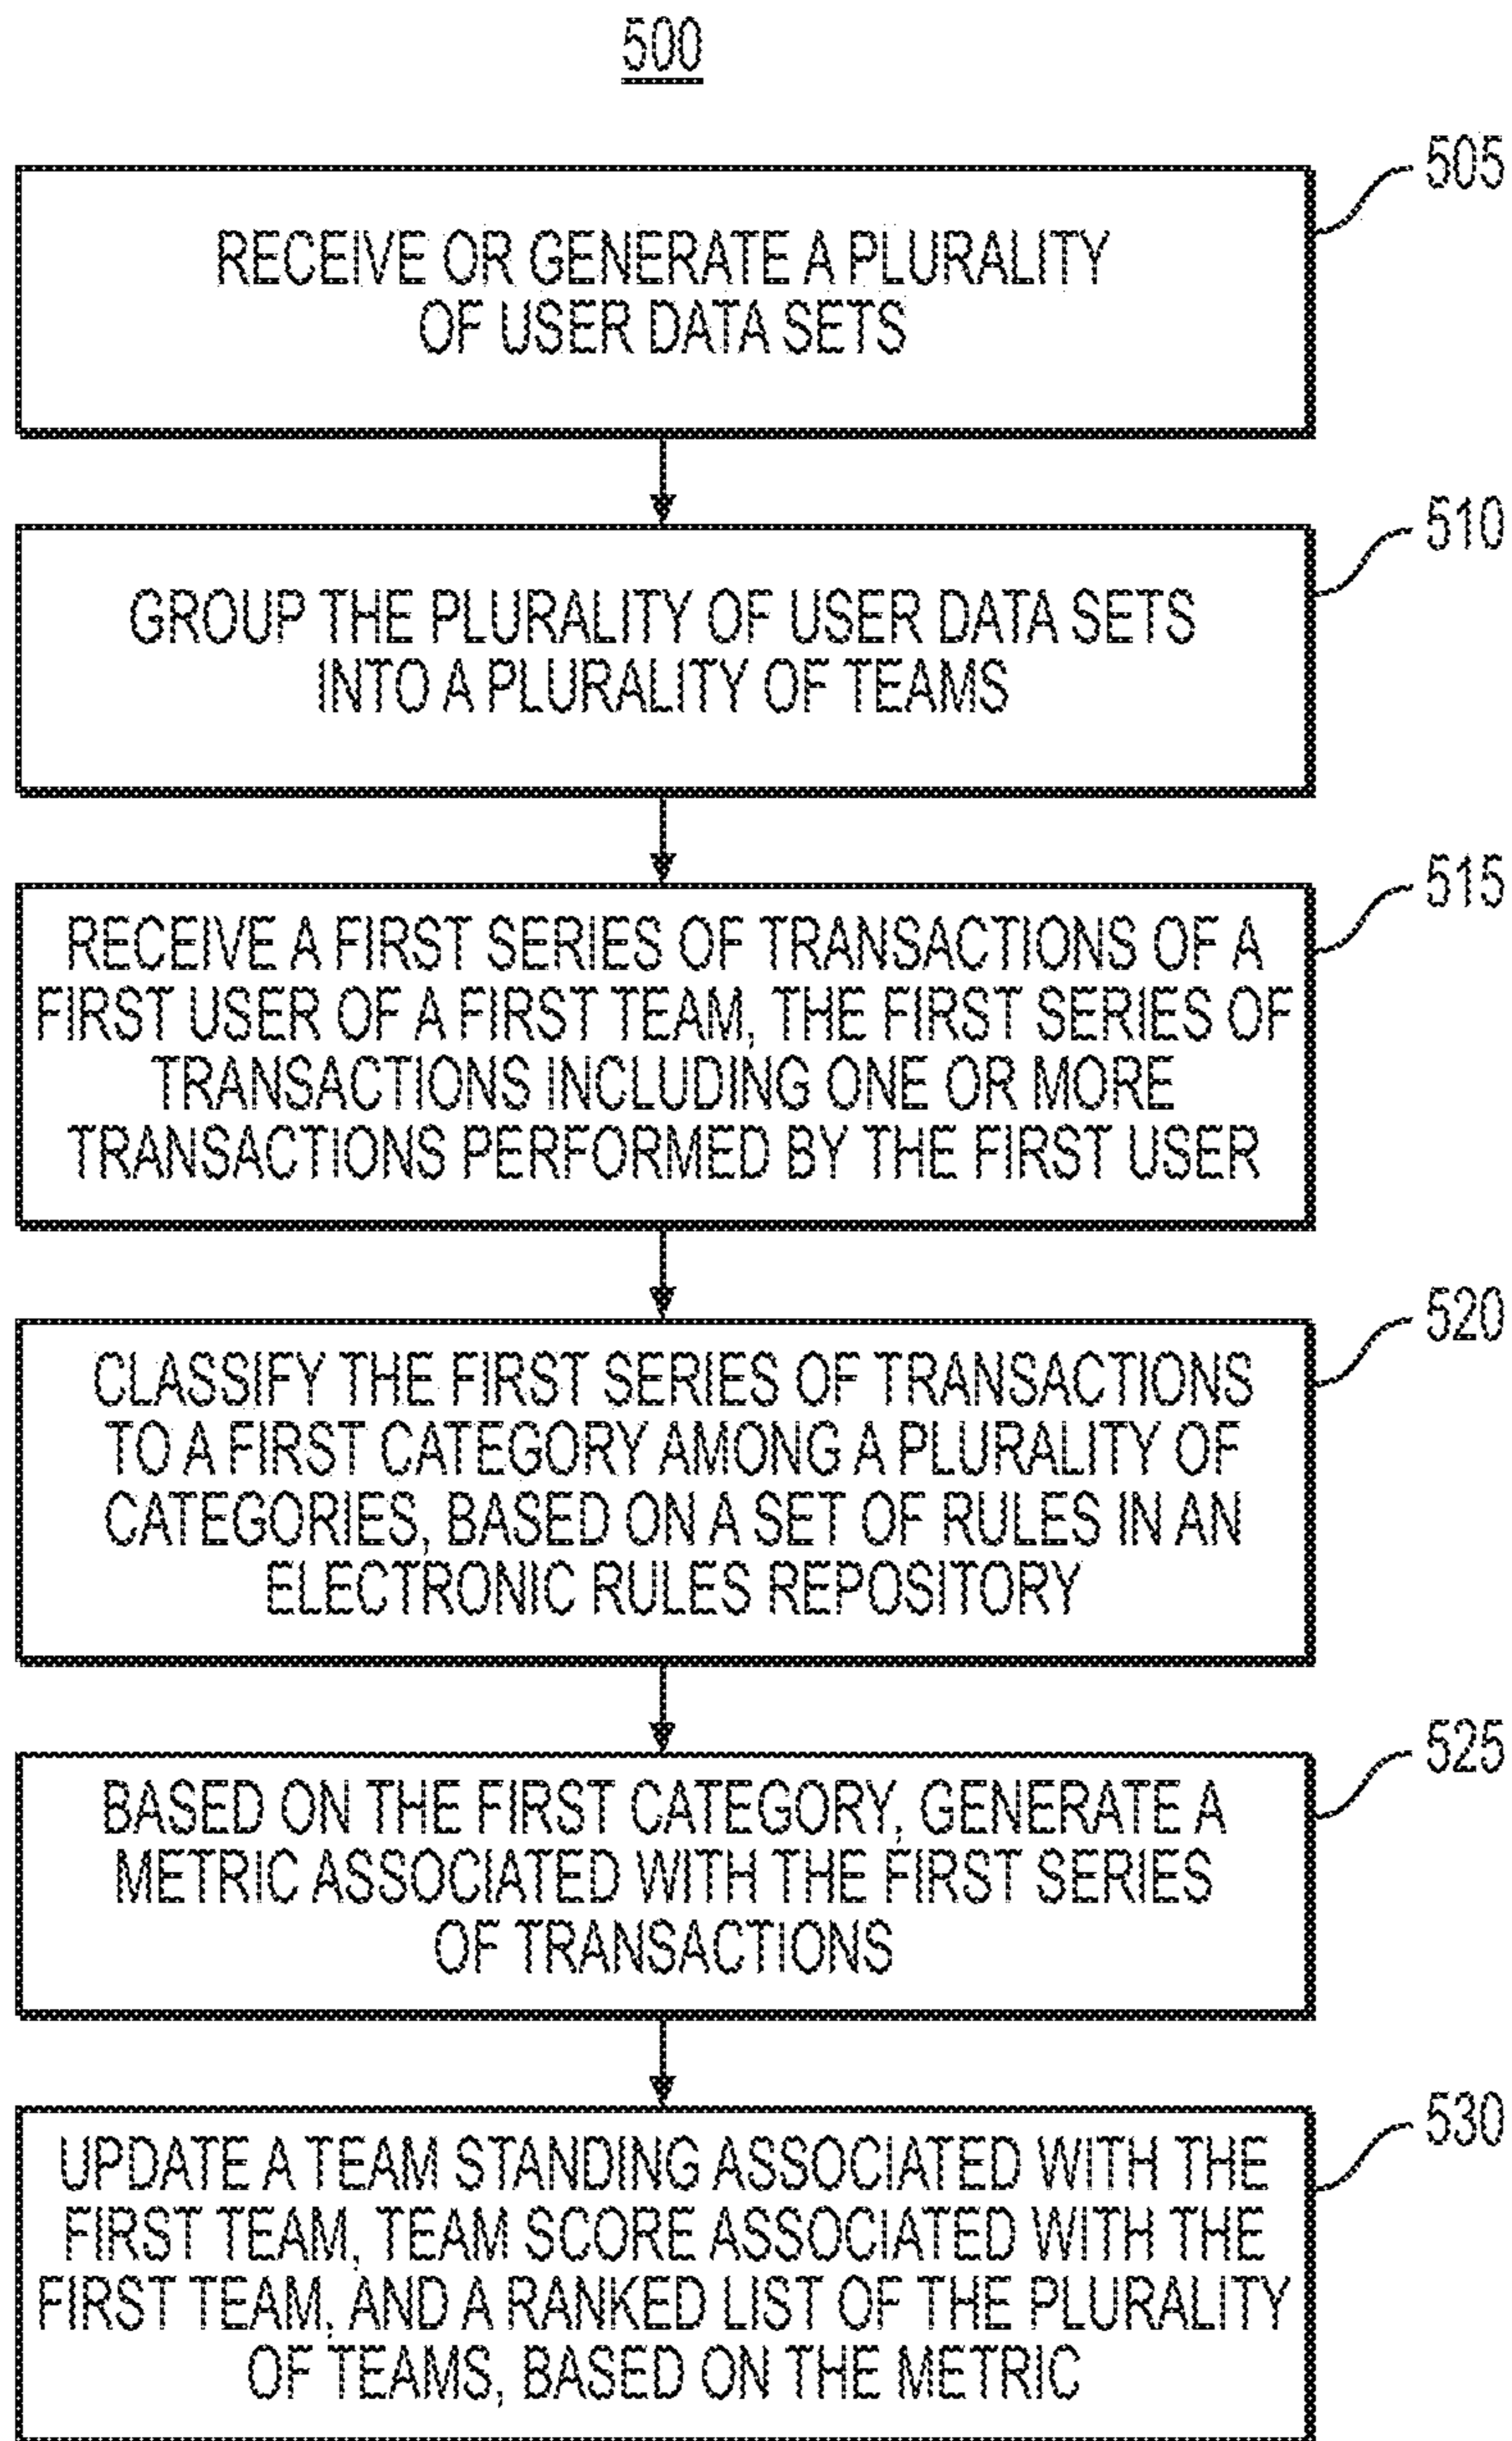 500
505
RECEIVE OR GENERATE A PLURALITY
OF USER DATA SETS
510
GROUP THE PLURALITY OF USER DATA SETS
INTO A PLURALITY OF TEAMS
515
RECEIVE A FIRST SERIES OF TRANSACTIONS OF A
FIRST USER OF A FIRST TEAM, THE FIRST SERIES OF
TRANSACTIONS INCLUDING ONE OR MORE
TRANSACTIONS PERFORMED BY THE FIRST USER
520
CLASSIFY THE FIRST SERIES OF TRANSACTIONS
TO A FIRST CATEGORY AMONG A PLURALITY OF
CATEGORIES, BASED ON A SET OF RULES IN AN
ELECTRONIC RULES REPOSITORY
525
BASED ON THE FIRST CATEGORY, GENERATE A
METRIC ASSOCIATED WITH THE FIRST SERIES
OF TRANSACTIONS
530
UPDATE A TEAM STANDING ASSOCIATED WITH THE
FIRST TEAM, TEAM SCORE ASSOCIATED WITH THE
FIRST TEAM, AND A RANKED LIST OF THE PLURALITY
OF TEAMS, BASED ON THE METRIC